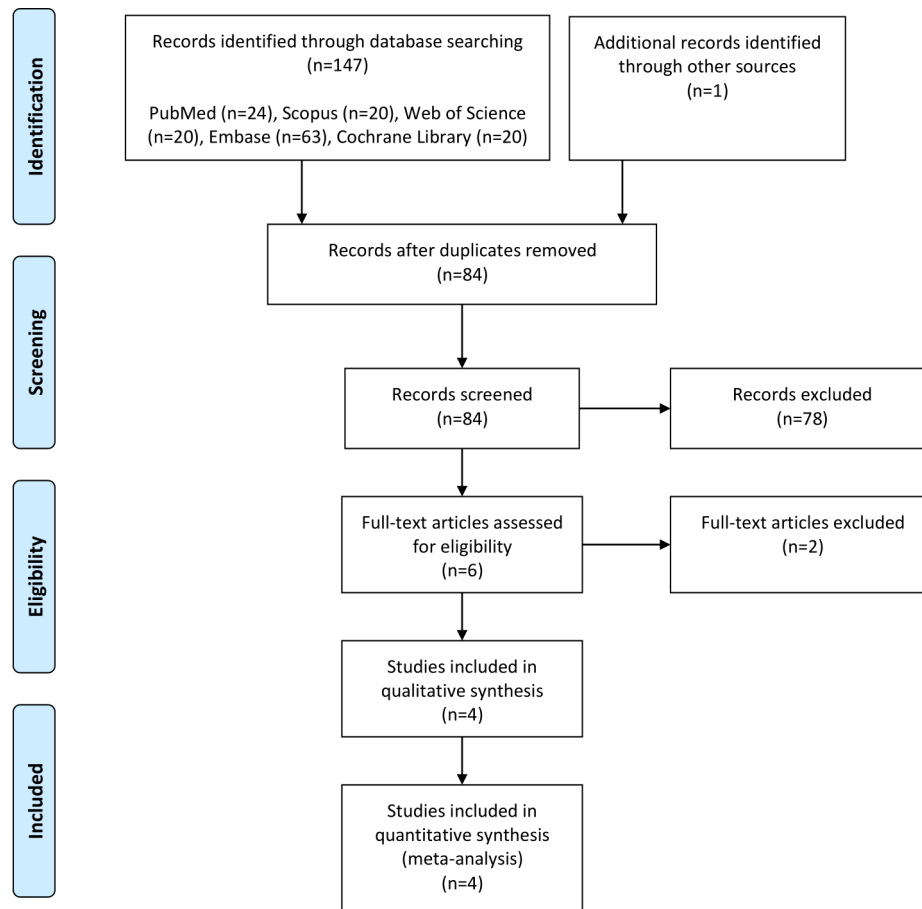 Identification
Records identified through database searching
(n=147)
PubMed (n=24), Scopus (n=20), Web of Science
(n=20), Embase (n=63), Cochrane Library (n=20)
Additional records identified
through other sources
(n=1)
Records after duplicates removed
(n=84)
Screening
Records screened
(n=84)
Records excluded
(n=78)
Eligibility
Full-text articles assessed
for eligibility
(n=6)
Full-text articles excluded
(n=2)
Studies included in
qualitative synthesis
(n=4)
Included
Studies included in
quantitative synthesis
(meta-analysis)
(n=4)